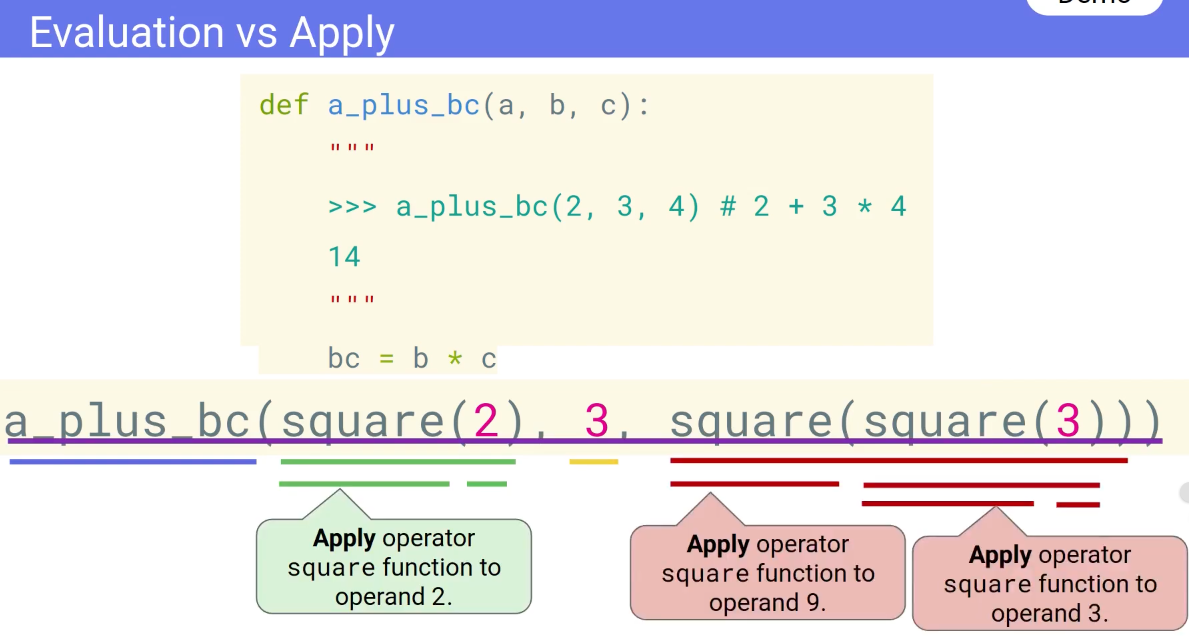 Demo
Evaluation vs Apply
def a_plus_bc(a, b, c):
"""
>>> a_plus_bc(2, 3, 4) # 2 + 3 * 4
14
"""
bc = b * c
a_plus_bc(square(2), 3, square(square(3)))
Apply operator
square function to
operand 2.
Apply operator
square function to
operand 9.
Apply operator
square function to
operand 3.